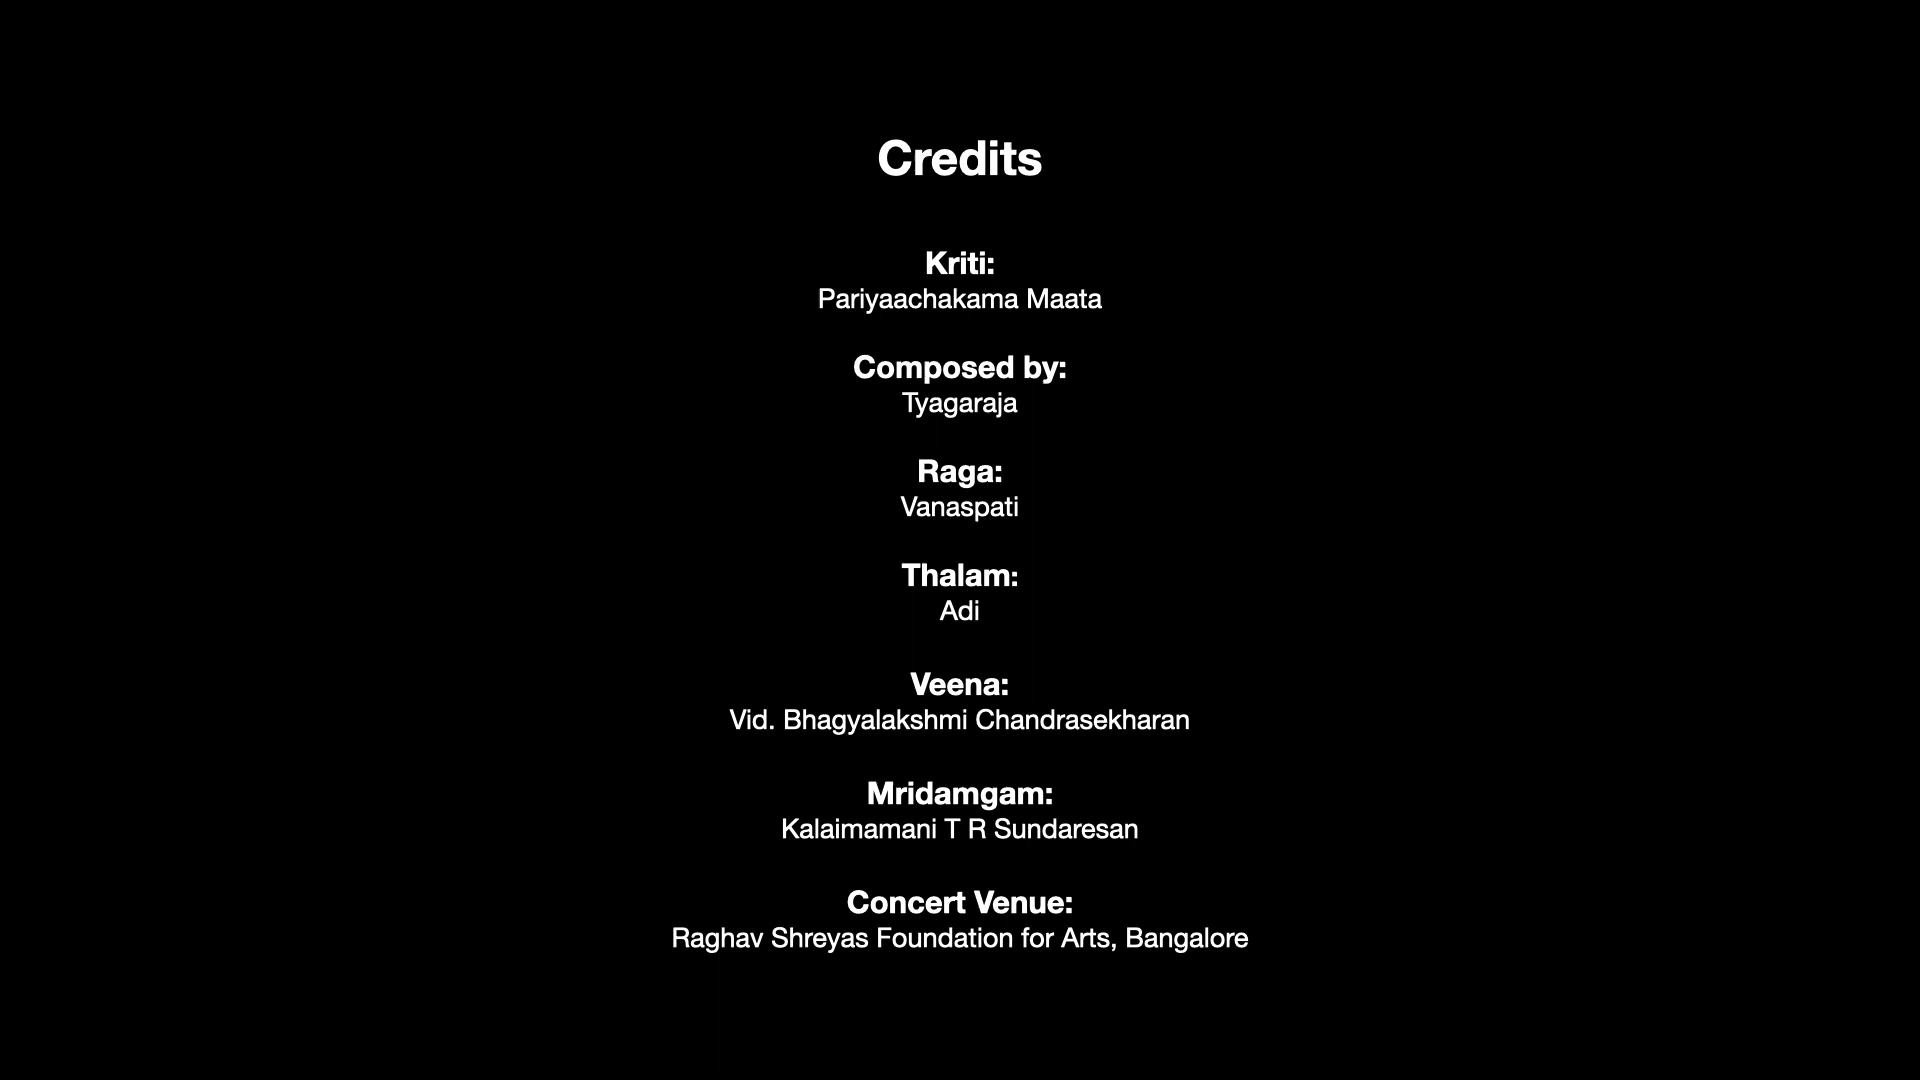 Credits
Kriti:
Pariyaachakama Maata
Composed by:
Tyagaraja
Raga:
Vanaspati
Thalam:
Adi
Veena:
Vid. Bhagyalakshmi Chandrasekharan
Mridamgam:
Kalaimamani T R Sundaresan
Concert Venue:
Raghav Shreyas Foundation for Arts, Bangalore